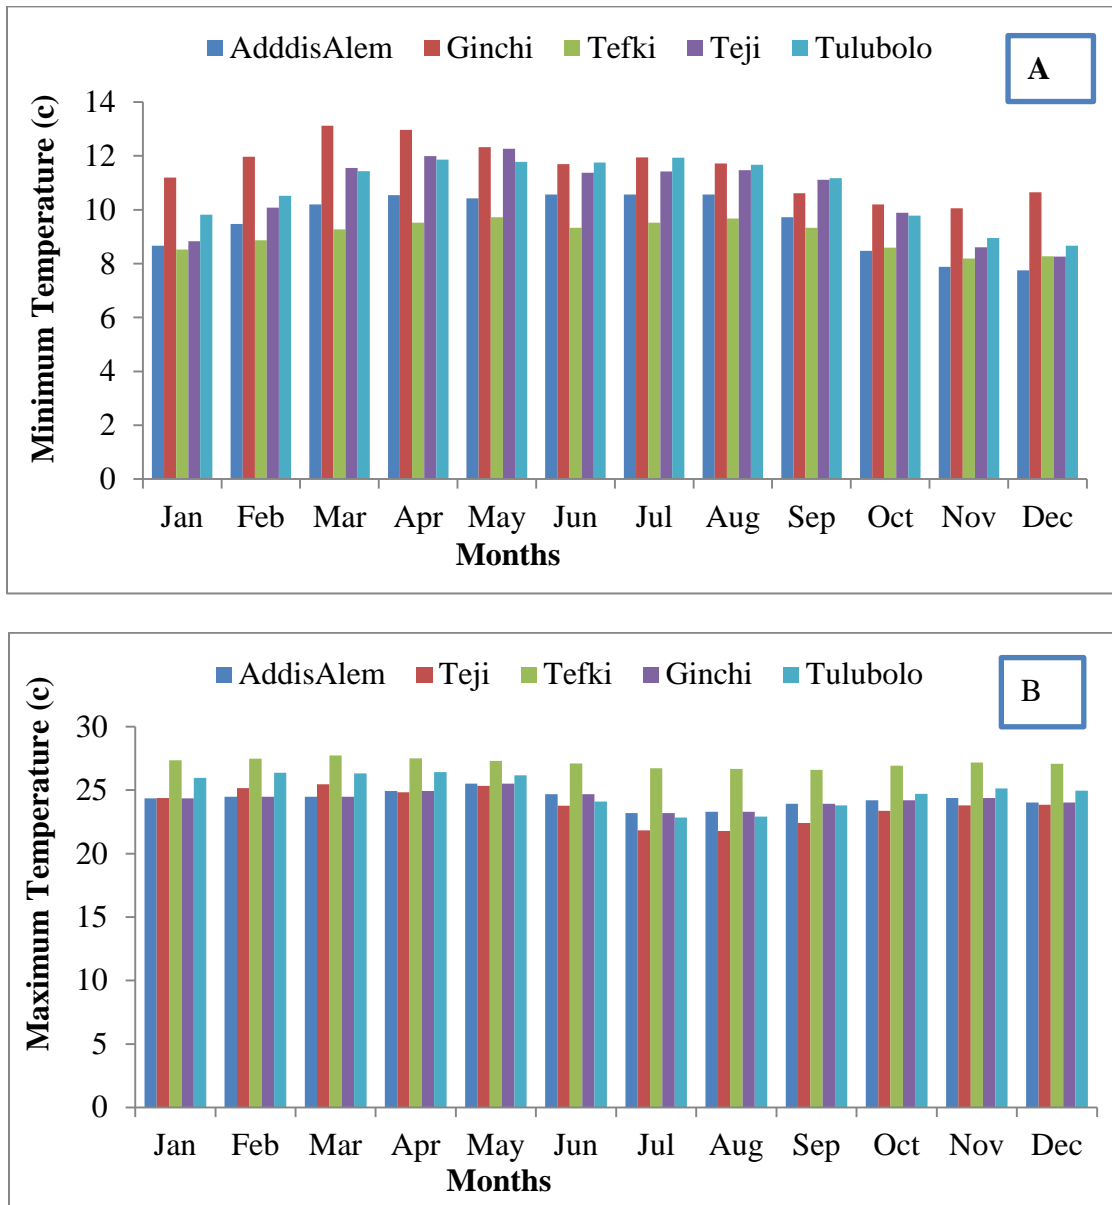 AdddisAlem Ginchi Tefki Teji Tulubolo
A
Minimum Temperature (c)
14
12
10
8
6
4
2
0
Jan Feb Mar Apr May Jun Jul Aug Sep Oct Nov Dec
Months
AddisAlem Teji Tefki Ginchi Tulubolo
B
Maximum Temperature (c)
30
25
20
15
10
5
0
Jan Feb Mar Apr May Jun Jul Aug Sep Oct Nov Dec
Months